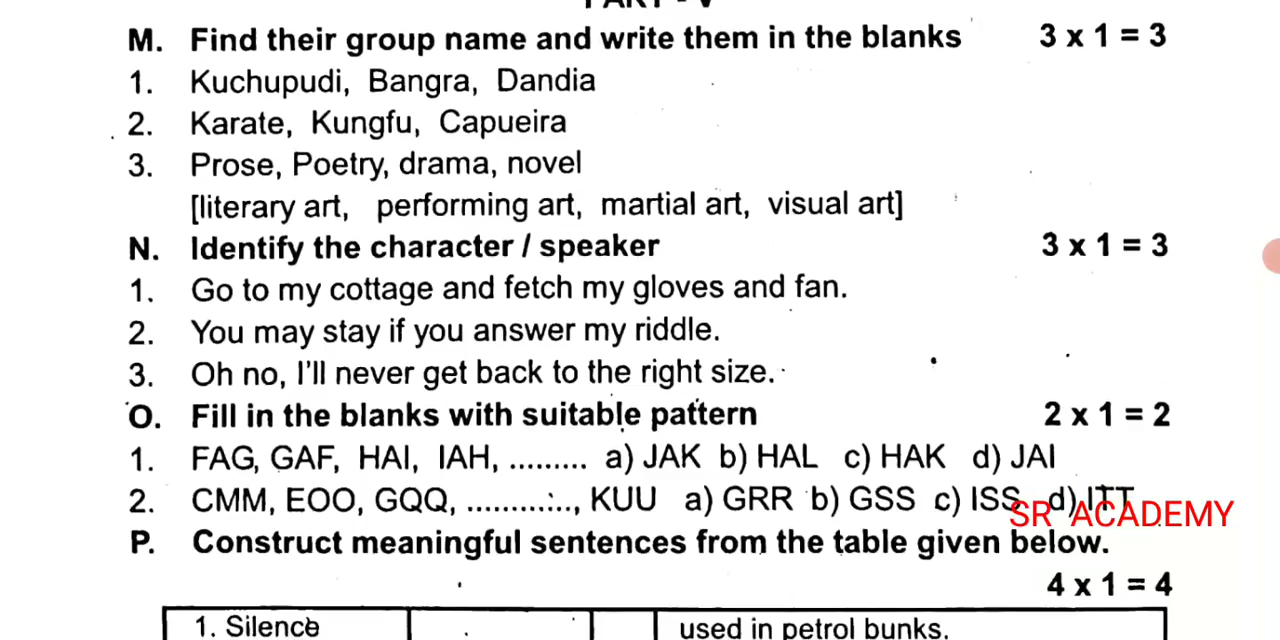 PART - V
M. Find their group name and write them in the blanks 3 x 1 = 3
1. Kuchupudi, Bangra, Dandia
2. Karate, Kungfu, Capueira
3. Prose, Poetry, drama, novel
[literary art, performing art, martial art, visual art]
N. Identify the character / speaker 3 x 1 = 3
1. Go to my cottage and fetch my gloves and fan.
2. You may stay if you answer my riddle.
3. Oh no, I'll never get back to the right size.
O. Fill in the blanks with suitable pattern 2 x 1 = 2
1. FAG, GAF, HAI, IAH, ......... a) JAK b) HAL c) HAK d) JAI
2. CMM, EOO, GQQ, ............, KUU a) GRR b) GSS c) ISS d) ITT
SR ACADEMY
P. Construct meaningful sentences from the table given below.
4 x 1 = 4
1. Silence used in petrol bunks.